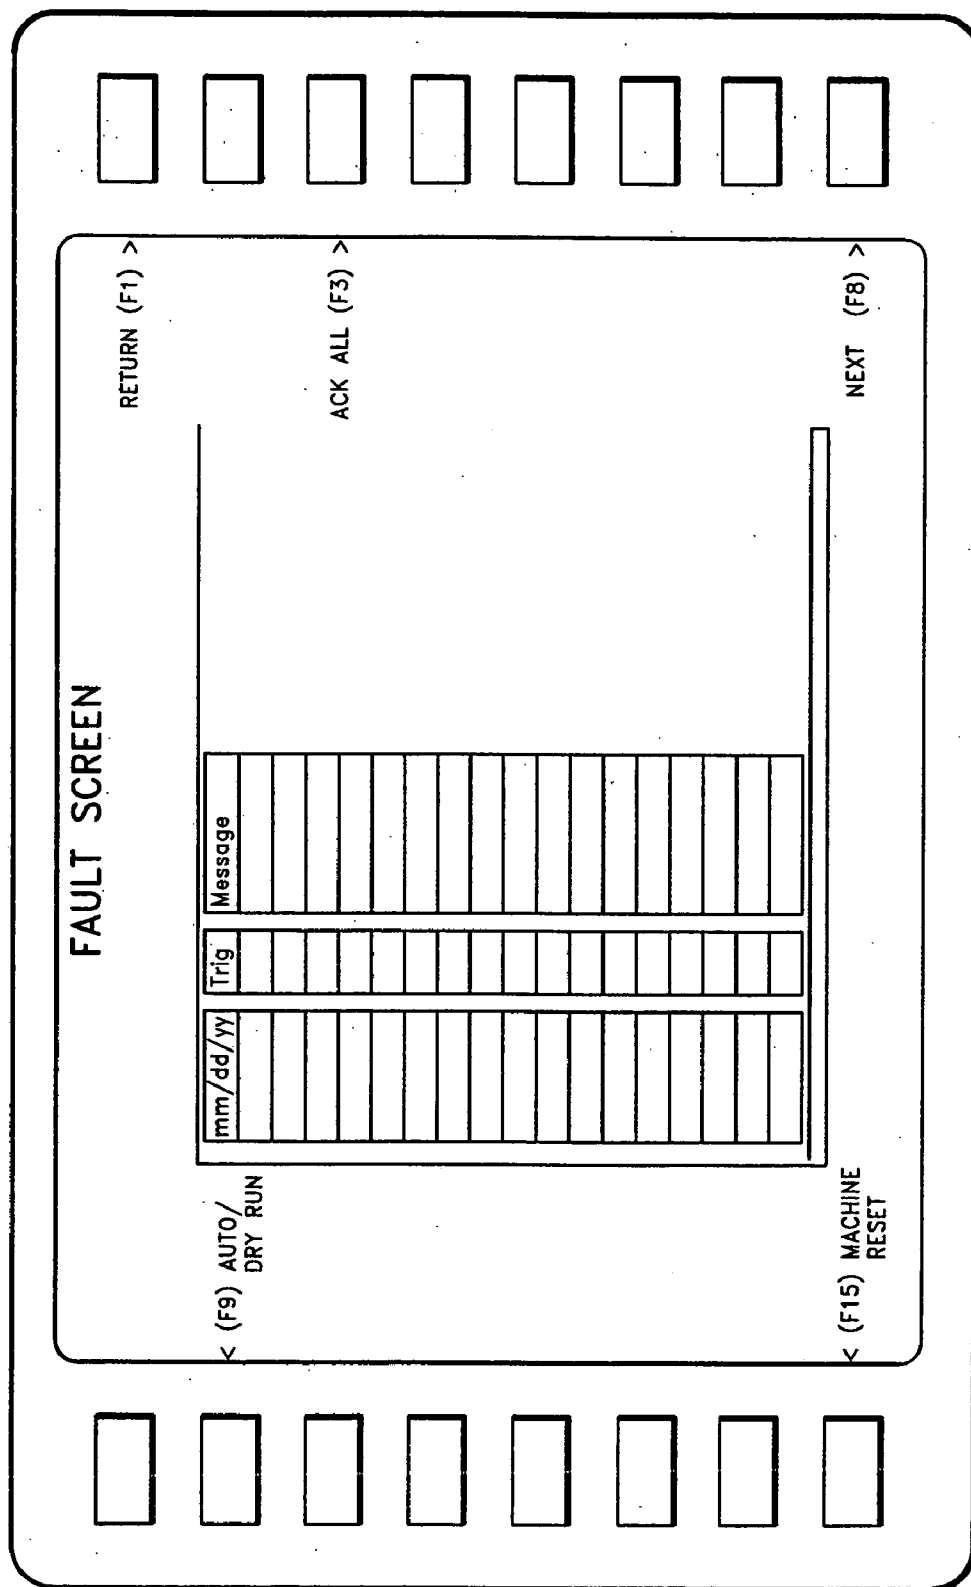 FAULT SCREEN
RETURN (F1) >
< (F9) AUTO/
DRY RUN
mm/dd/yy Trig Message
ACK ALL (F3) >
< (F15) MACHINE
RESET
NEXT (F8) >